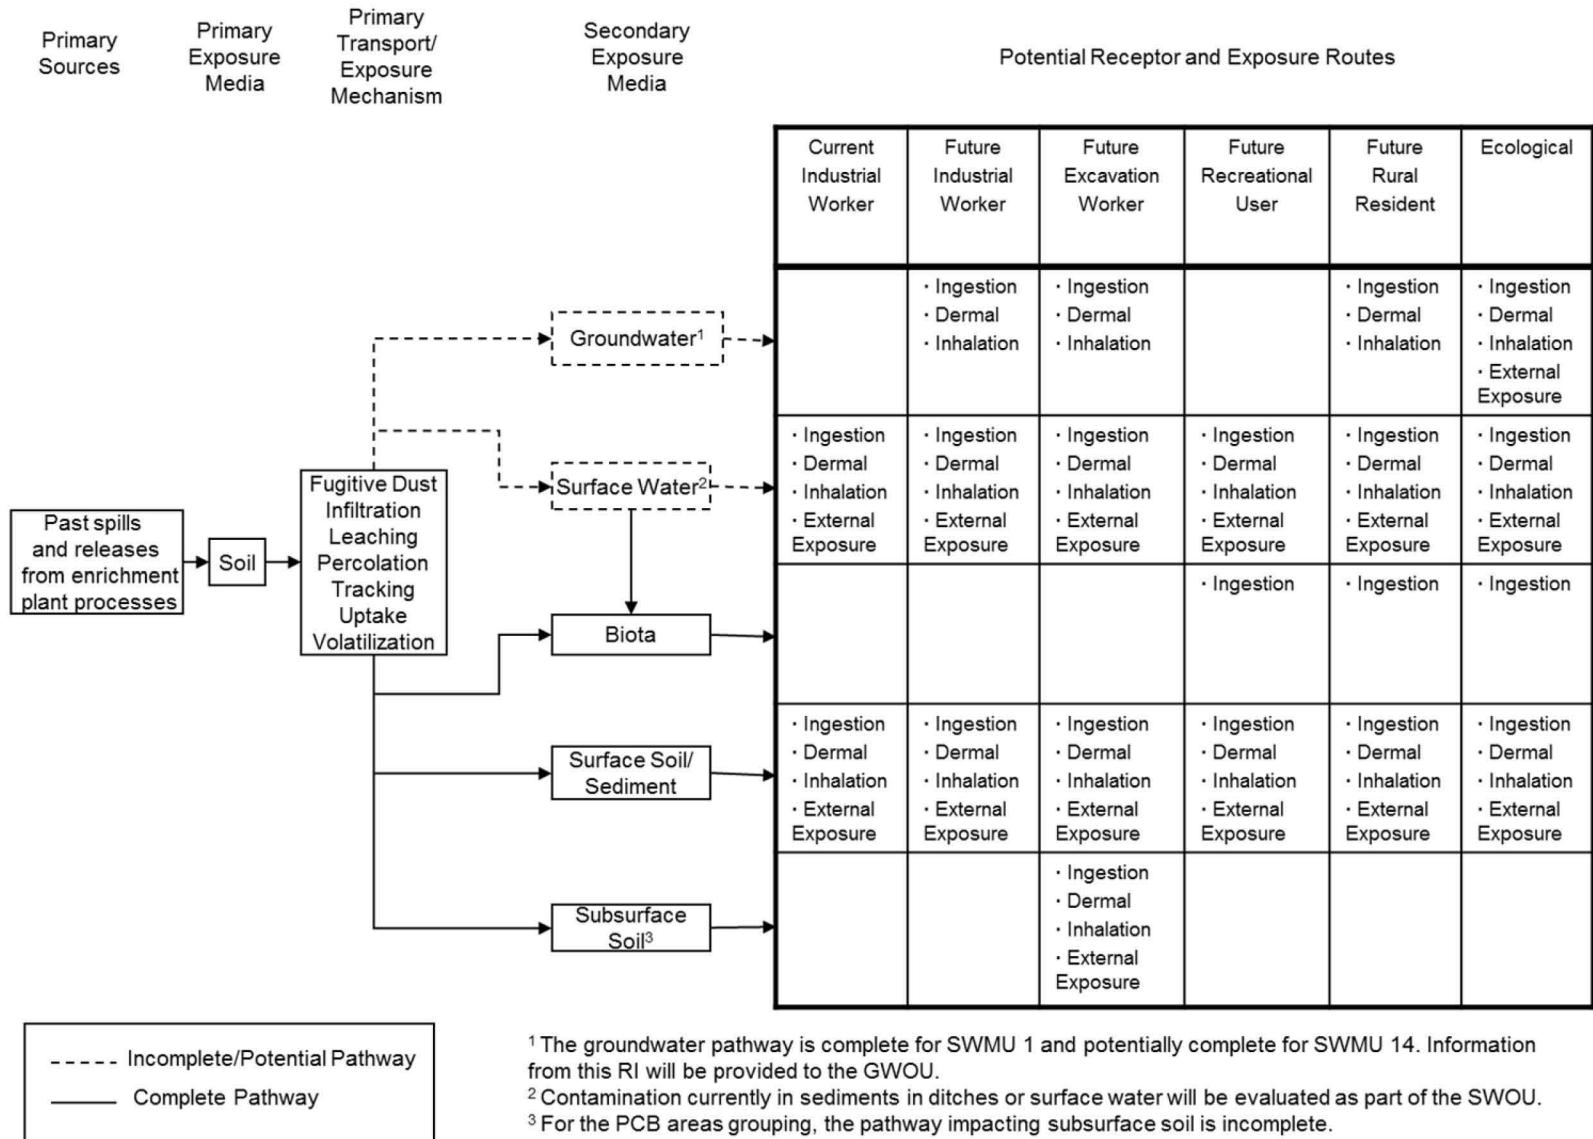 Primary
Sources
Primary
Exposure
Media
Primary
Transport/
Exposure
Mechanism
Secondary
Exposure
Media
Potential Receptor and Exposure Routes
Current
Industrial
Worker
Future
Industrial
Worker
Future
Excavation
Worker
Future
Recreational
User
Future
Rural
Resident
Ecological
Past spills
and releases
from enrichment
plant processes
Soil
Fugitive Dust
Infiltration
Leaching
Percolation
Tracking
Uptake
Volatilization
Groundwater¹
· Ingestion
· Dermal
· Inhalation
· Ingestion
· Dermal
· Inhalation
· Ingestion
· Dermal
· Inhalation
· Ingestion
· Dermal
· Inhalation
· External
Exposure
Surface Water²
· Ingestion
· Dermal
· Inhalation
· External
Exposure
· Ingestion
· Dermal
· Inhalation
· External
Exposure
· Ingestion
· Dermal
· Inhalation
· External
Exposure
· Ingestion
· Dermal
· Inhalation
· External
Exposure
· Ingestion
· Dermal
· Inhalation
· External
Exposure
· Ingestion
· Dermal
· Inhalation
· External
Exposure
Biota
· Ingestion
· Ingestion
· Ingestion
Surface Soil/
Sediment
· Ingestion
· Dermal
· Inhalation
· External
Exposure
· Ingestion
· Dermal
· Inhalation
· External
Exposure
· Ingestion
· Dermal
· Inhalation
· External
Exposure
· Ingestion
· Dermal
· Inhalation
· External
Exposure
· Ingestion
· Dermal
· Inhalation
· External
Exposure
· Ingestion
· Dermal
· Inhalation
· External
Exposure
Subsurface
Soil³
· Ingestion
· Dermal
· Inhalation
· External
Exposure
Incomplete/Potential Pathway
Complete Pathway
¹ The groundwater pathway is complete for SWMU 1 and potentially complete for SWMU 14. Information
from this RI will be provided to the GWOU.
² Contamination currently in sediments in ditches or surface water will be evaluated as part of the SWOU.
³ For the PCB areas grouping, the pathway impacting subsurface soil is incomplete.